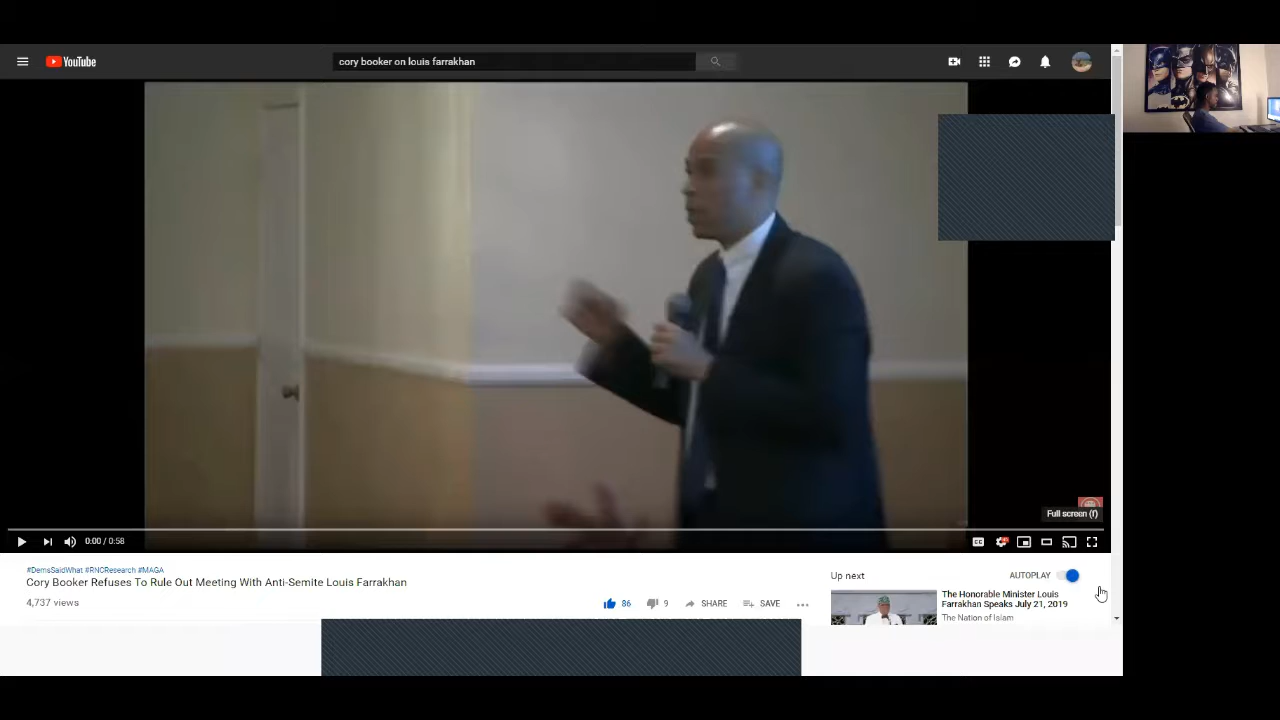 YouTube
cory booker on louis farrakhan
Full screen (f)
0:00 / 0:58
CC
#DemsSaidWhat #RNCResearch #MAGA
Cory Booker Refuses To Rule Out Meeting With Anti-Semite Louis Farrakhan
4,737 views
86
9
SHARE
SAVE
Up next
AUTOPLAY
The Honorable Minister Louis
Farrakhan Speaks July 21, 2019
The Nation of Islam